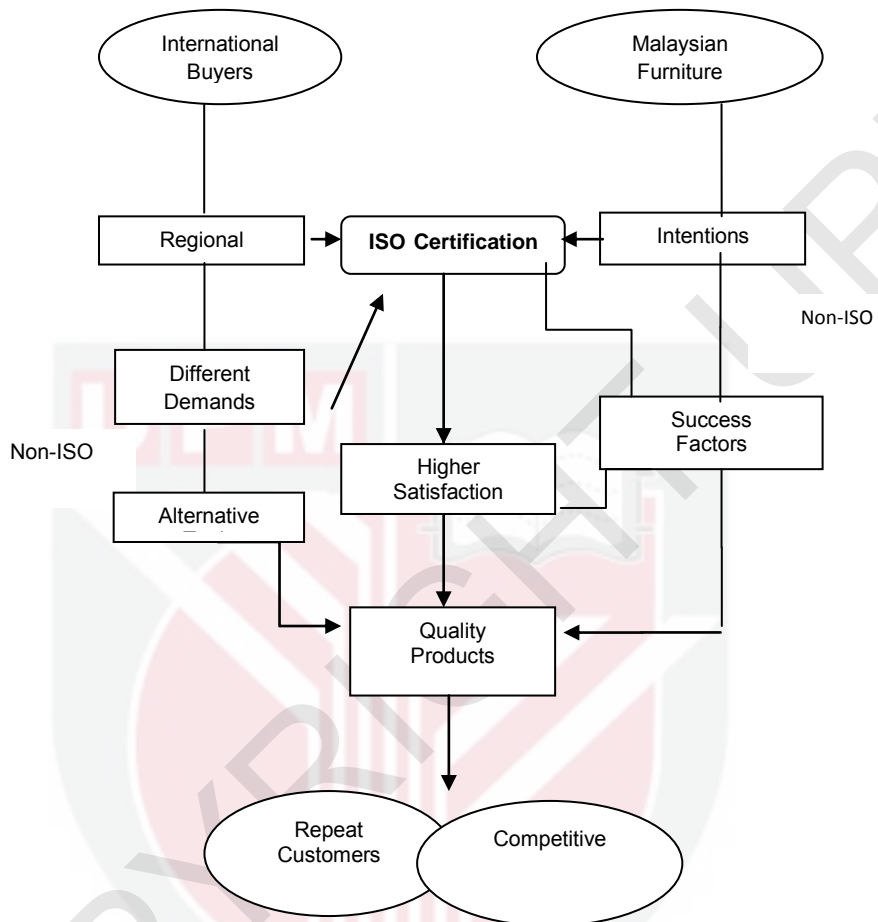 International
Buyers
Malaysian
Furniture
Regional
ISO Certification
Intentions
Non-ISO
Different
Demands
Success
Factors
Non-ISO
Higher
Satisfaction
Alternative
Quality
Products
Repeat
Customers
Competitive